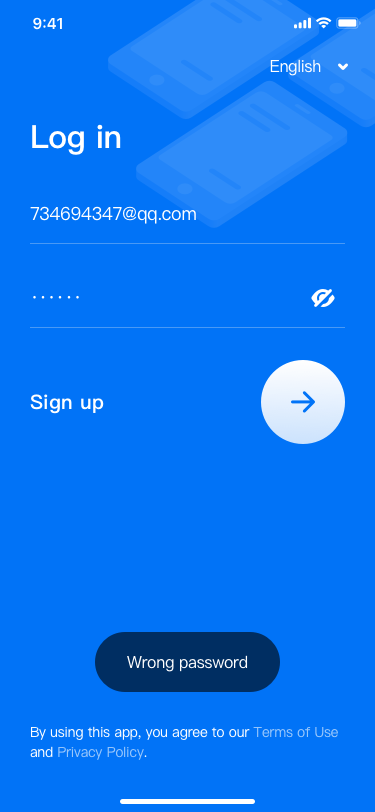 9:41
English
Log in
734694347@qq.com
Sign up
Wrong password
By using this app, you agree to our Terms of Use
and Privacy Policy.